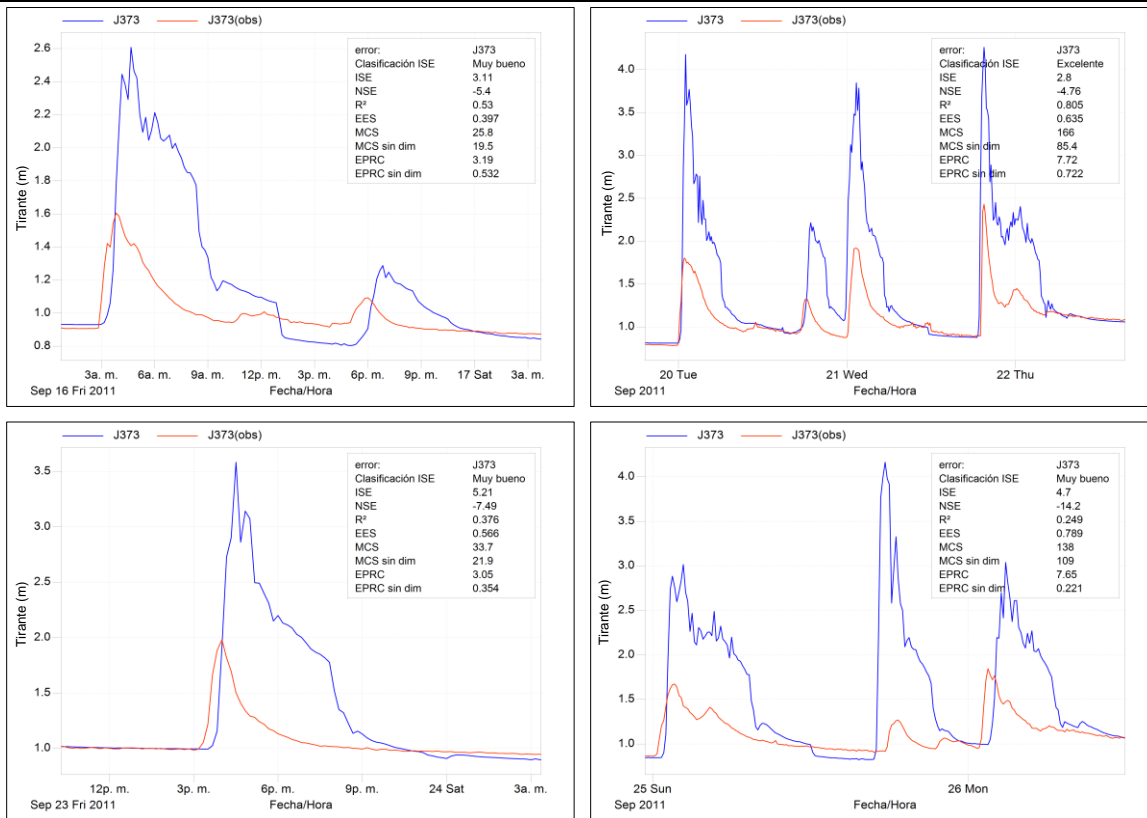 J373 J373(obs)
error: J373
Clasificación ISE Muy bueno
ISE 3.11
NSE -5.4
R² 0.53
EES 0.397
MCS 25.8
MCS sin dim 19.5
EPRC 3.19
EPRC sin dim 0.532
Tirante (m)
2.6
2.4
2.2
2.0
1.8
1.6
1.4
1.2
1.0
0.8
3a. m. 6a. m. 9a. m. 12p. m. 3p. m. 6p. m. 9p. m. 17 Sat 3a. m.
Sep 16 Fri 2011 Fecha/Hora
J373 J373(obs)
error: J373
Clasificación ISE Excelente
ISE 2.8
NSE -4.76
R² 0.805
EES 0.635
MCS 166
MCS sin dim 85.4
EPRC 7.72
EPRC sin dim 0.722
Tirante (m)
4.0
3.5
3.0
2.5
2.0
1.5
1.0
20 Tue 21 Wed 22 Thu
Sep 2011 Fecha/Hora
J373 J373(obs)
error: J373
Clasificación ISE Muy bueno
ISE 5.21
NSE -7.49
R² 0.376
EES 0.566
MCS 33.7
MCS sin dim 21.9
EPRC 3.05
EPRC sin dim 0.354
Tirante (m)
3.5
3.0
2.5
2.0
1.5
1.0
12p. m. 3p. m. 6p. m. 9p. m. 24 Sat 3a. m.
Sep 23 Fri 2011 Fecha/Hora
J373 J373(obs)
error: J373
Clasificación ISE Muy bueno
ISE 4.7
NSE -14.2
R² 0.249
EES 0.789
MCS 138
MCS sin dim 109
EPRC 7.65
EPRC sin dim 0.221
Tirante (m)
4.0
3.5
3.0
2.5
2.0
1.5
1.0
25 Sun 26 Mon
Sep 2011 Fecha/Hora